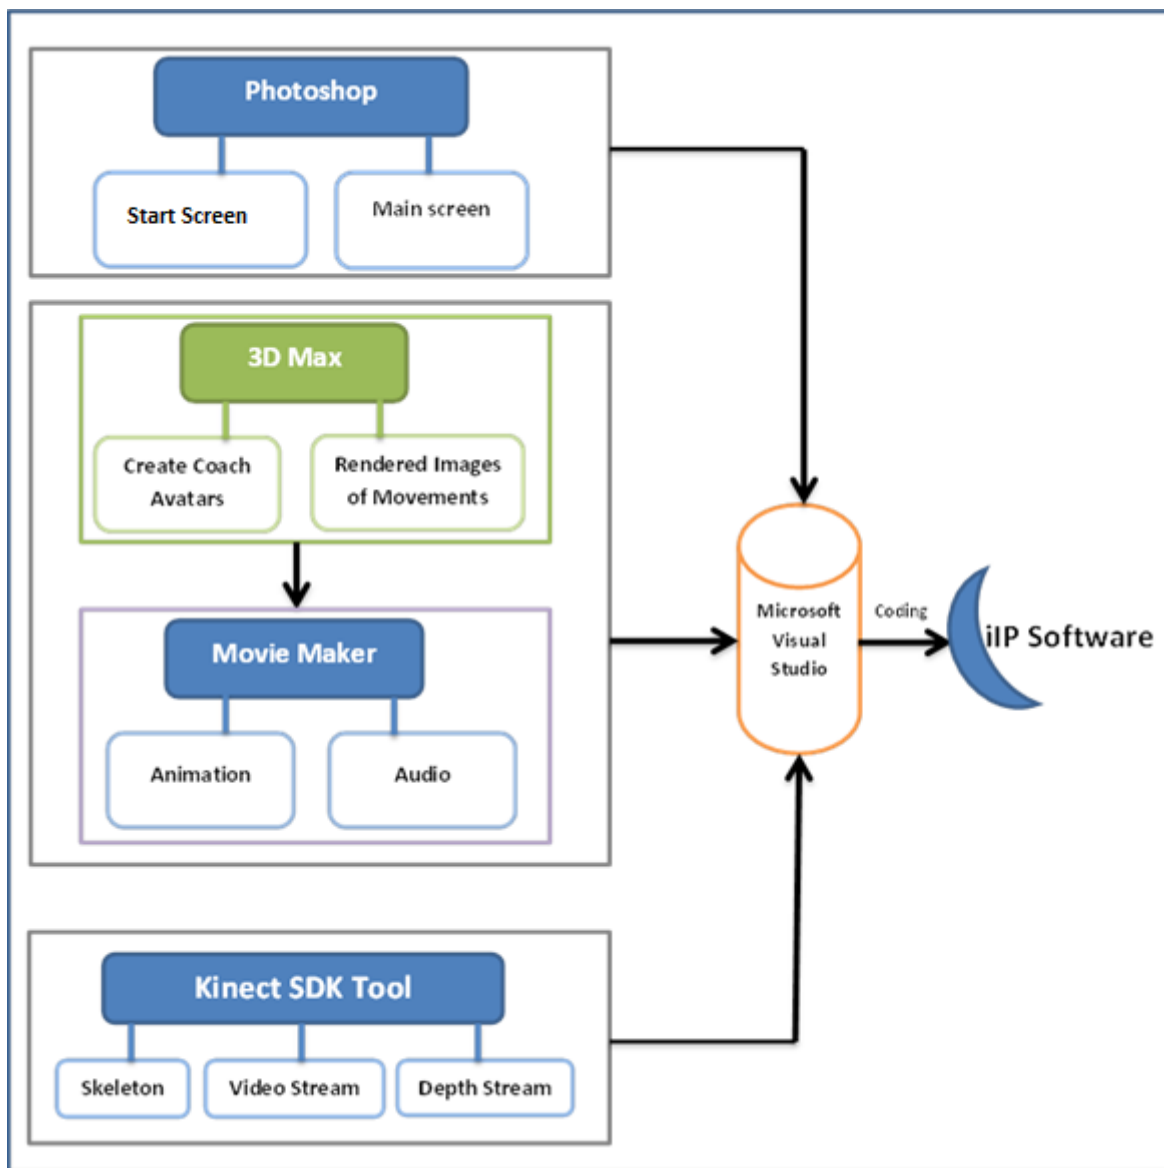 Photoshop
Start Screen
Main screen
3D Max
Create Coach
Avatars
Rendered Images
of Movements
Movie Maker
Animation
Audio
Kinect SDK Tool
Skeleton
Video Stream
Depth Stream
Microsoft
Visual
Studio
Coding
iIP Software